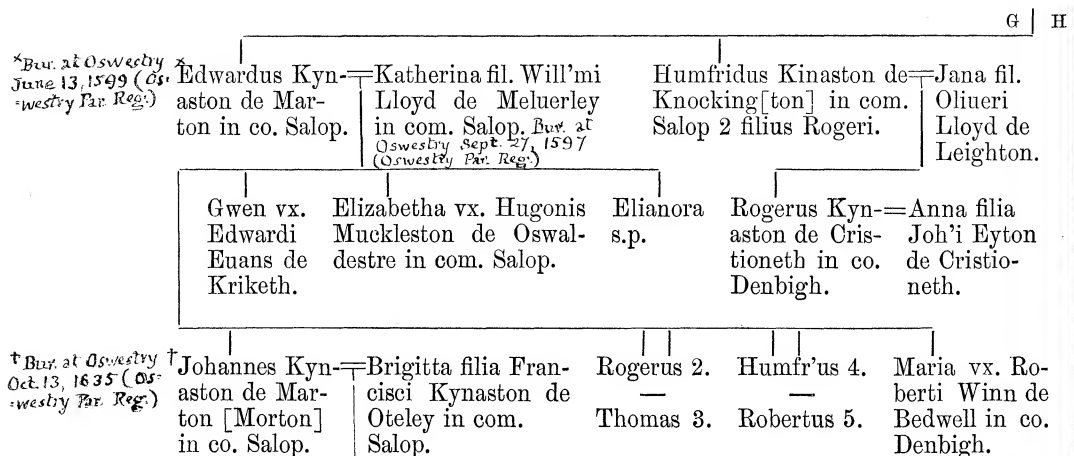 G H
×Bur. at Oswestry
June 13, 1599 (Os-
=westry Par. Reg.)
× Edwardus Kyn-
aston de Mar-
ton in co. Salop.
Katherina fil. Will'mi
Lloyd de Meluerley
in com. Salop. Bur. at
Oswestry Sept. 27, 1597
(Oswestry Par. Reg.)
Humfridus Kinaston de
Knocking[ton] in com.
Salop 2 filius Rogeri.
Jana fil.
Oliueri
Lloyd de
Leighton.
Gwen vx.
Edwardi
Euans de
Kriketh.
Elizabetha vx. Hugonis
Muckleston de Oswal-
destre in com. Salop.
Elianora
s.p.
Rogerus Kyn-
aston de Cris-
tioneth in co.
Denbigh.
Anna filia
Joh'i Eyton
de Cristio-
neth.
† Bur. at Oswestry
Oct. 13, 1635 (Os-
=westry Par. Reg.)
† Johannes Kyn-
aston de Mar-
ton [Morton]
in co. Salop.
Brigitta filia Fran-
cisci Kynaston de
Oteley in com.
Salop.
Rogerus 2.
—
Thomas 3.
Humfr'us 4.
—
Robertus 5.
Maria vx. Ro-
berti Winn de
Bedwell in co.
Denbigh.